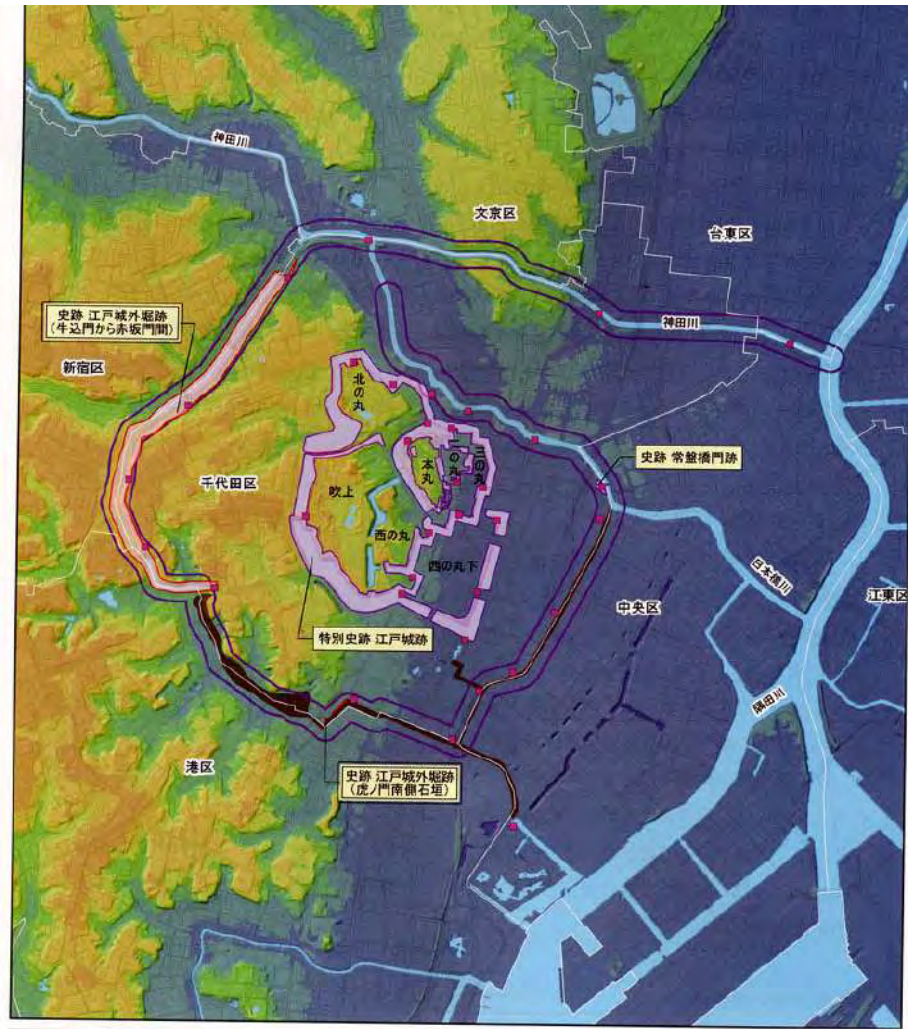 神田川
文京区
台東区
史跡 江戸城外堀跡
(牛込門から赤坂門間)
神田川
新宿区
北の丸
千代田区
吹上
本丸
二の丸
三の丸
史跡 常盤橋門跡
西の丸
西の丸下
日本橋川
中央区
江東区
特別史跡 江戸城跡
隅田川
港区
史跡 江戸城外堀跡
(虎ノ門南側石垣)